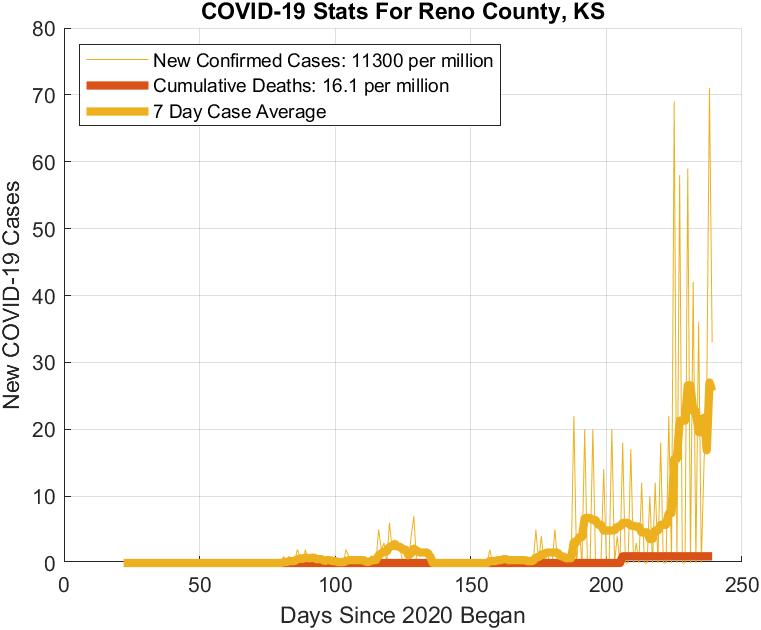 COVID-19 Stats For Reno County, KS
New Confirmed Cases: 11300 per million
Cumulative Deaths: 16.1 per million
7 Day Case Average
80
70
60
50
40
30
20
10
0
New COVID-19 Cases
0 50 100 150 200 250
Days Since 2020 Began